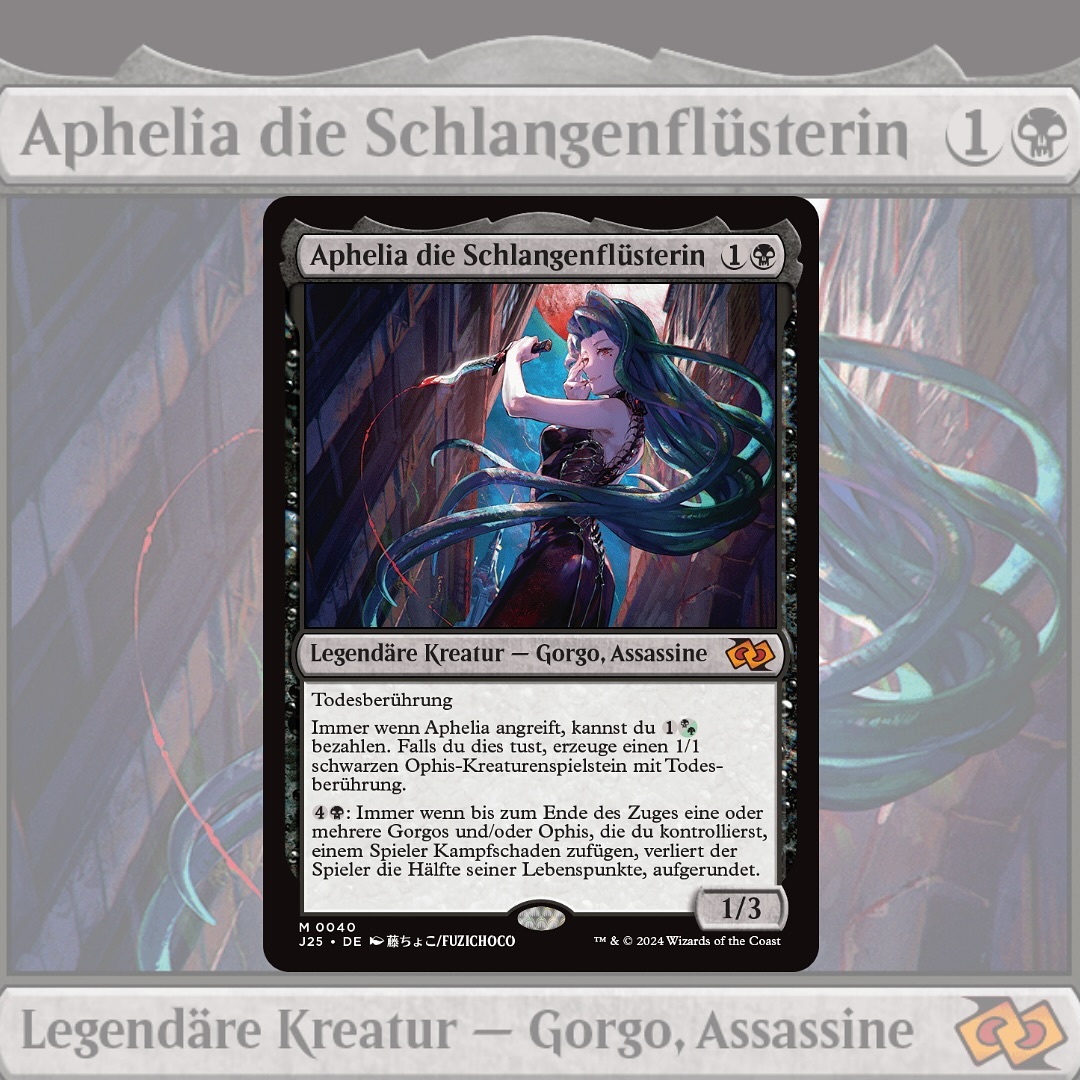 Aphelia die Schlangenflüsterin 1
Aphelia die Schlangenflüsterin 1
Legendäre Kreatur — Gorgo, Assassine
Todesberührung
Immer wenn Aphelia angreift, kannst du 1
bezahlen. Falls du dies tust, erzeuge einen 1/1
schwarzen Ophis-Kreaturenspielstein mit Todes-
berührung.
4: Immer wenn bis zum Ende des Zuges eine oder
mehrere Gorgos und/oder Ophis, die du kontrollierst,
einem Spieler Kampfschaden zufügen, verliert der
Spieler die Hälfte seiner Lebenspunkte, aufgerundet.
1/3
M 0040
J25 • DE 藤ちょこ/FUZICHOCO
™ & © 2024 Wizards of the Coast
Legendäre Kreatur — Gorgo, Assassine